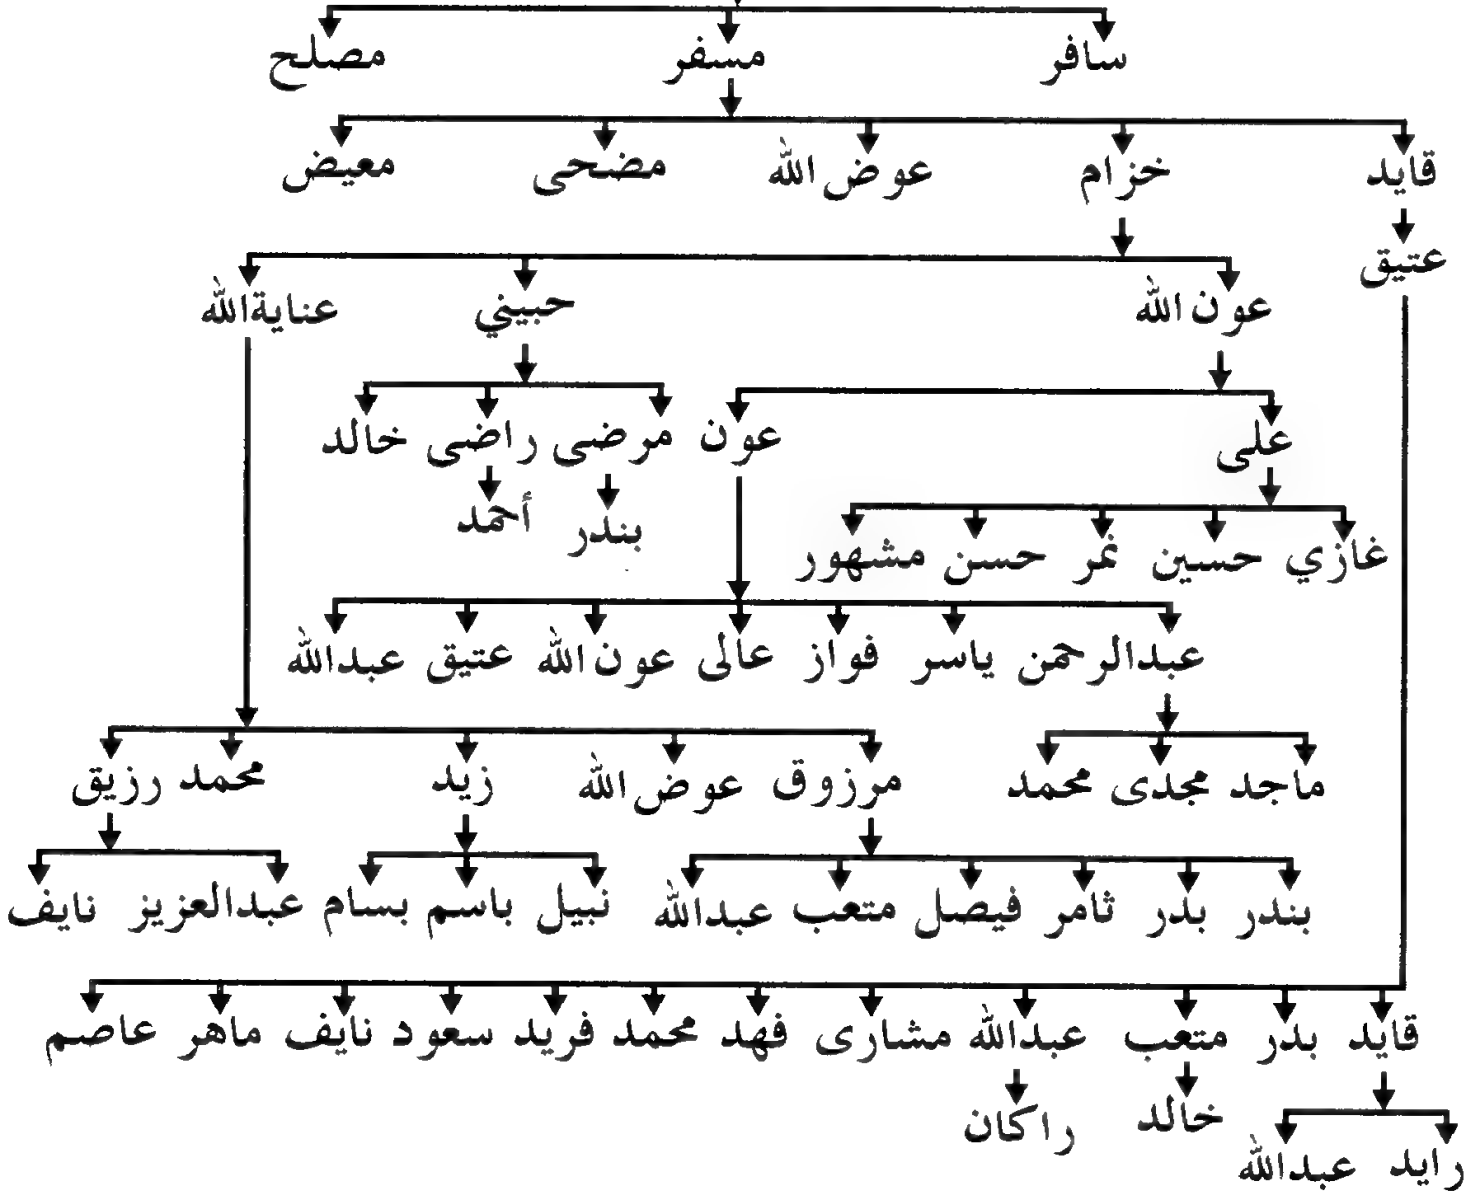 سافر مسفر مصلح
قايد خزام عوض الله مضحى معيض
عتيق
عون الله حبيني عناية الله
على عون مرضى راضى خالد
بندر أحمد
غازي حسين نمر حسن مشهور
عبدالرحمن ياسر فواز عالى عون الله عتيق عبدالله
ماجد مجدى محمد مرزوق عوض الله زيد محمد رزيق
بندر بدر ثامر فيصل متعب عبدالله نبيل باسم بسام عبدالعزيز نايف
قايد بدر متعب عبدالله مشارى فهد محمد فريد سعود نايف ماهر عاصم
خالد راكان
رايد عبدالله